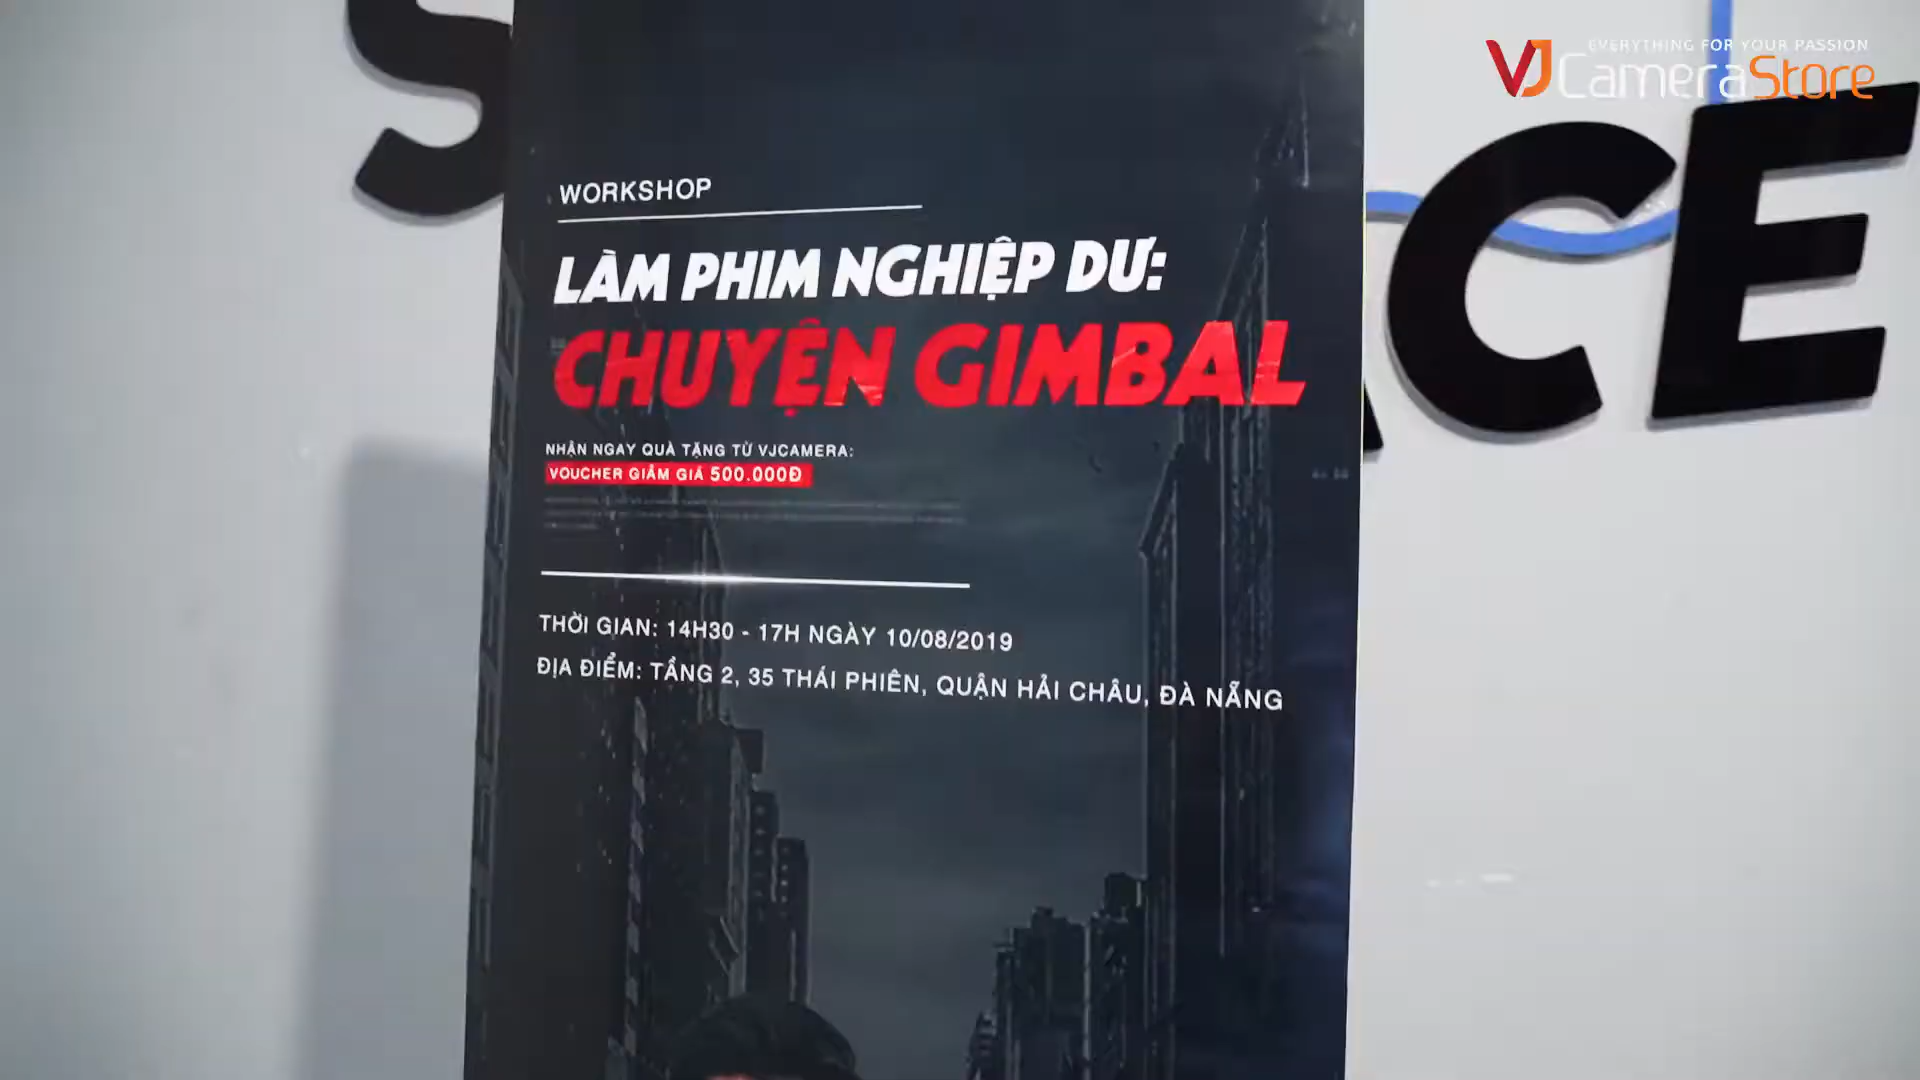 EVERYTHING FOR YOUR PASSION
VJ CameraStore
S
CE
WORKSHOP
LÀM PHIM NGHIỆP DƯ:
CHUYỆN GIMBAL
NHẬN NGAY QUÀ TẶNG TỪ VJCAMERA:
VOUCHER GIẢM GIÁ 500.000Đ
THỜI GIAN: 14H30 - 17H NGÀY 10/08/2019
ĐỊA ĐIỂM: TẦNG 2, 35 THÁI PHIÊN, QUẬN HẢI CHÂU, ĐÀ NẴNG